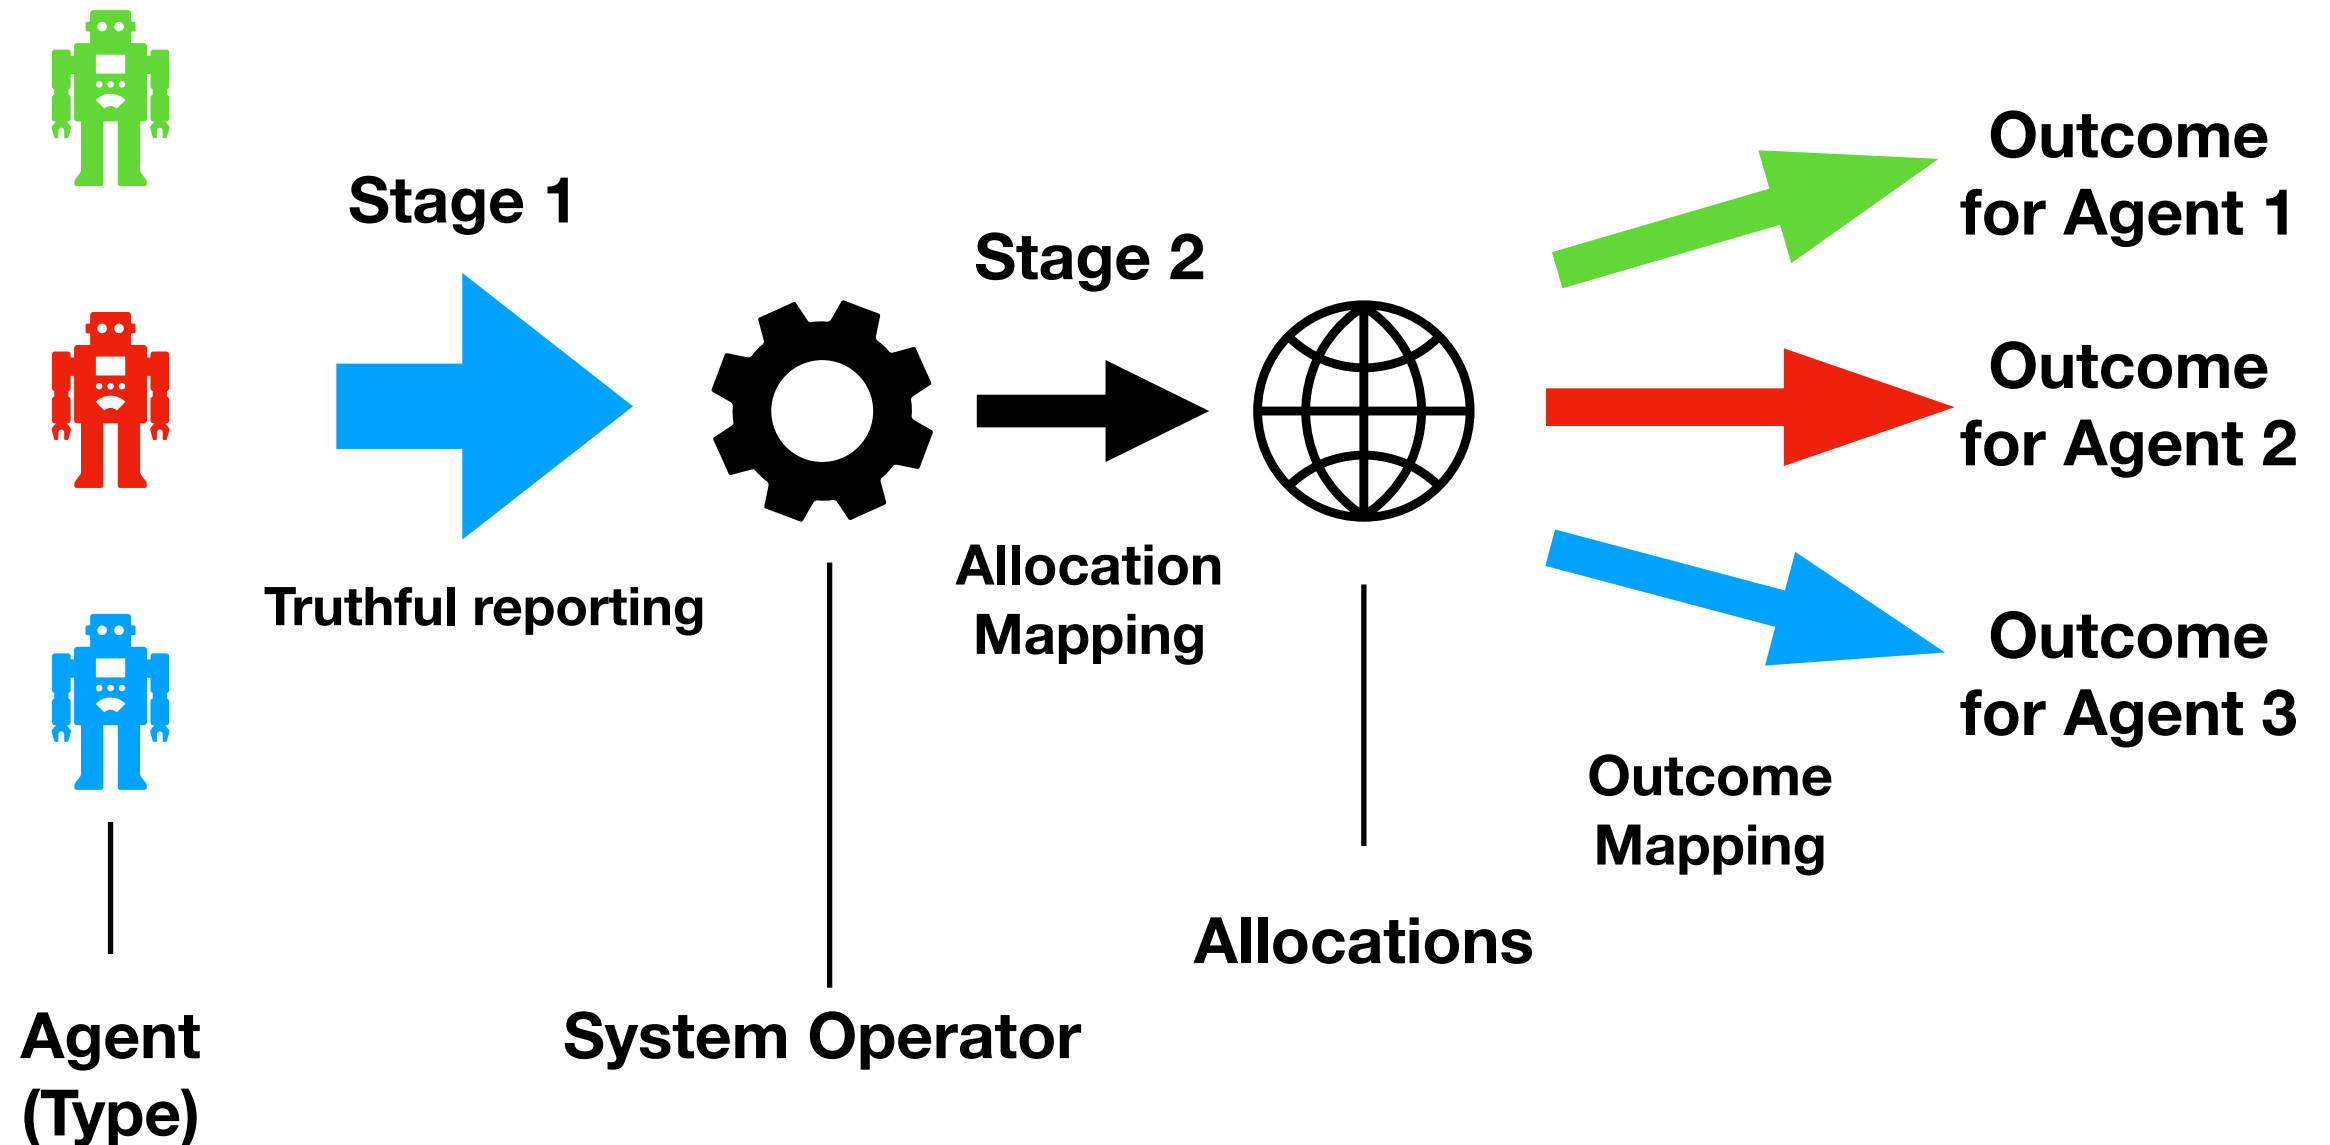 Stage 1
Truthful reporting
Agent
(Type)
System Operator
Stage 2
Allocation
Mapping
Allocations
Outcome
Mapping
Outcome
for Agent 1
Outcome
for Agent 2
Outcome
for Agent 3